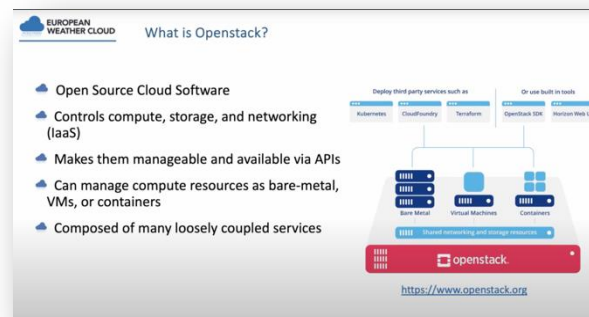 EUROPEAN
WEATHER CLOUD
What is Openstack?
Open Source Cloud Software
Controls compute, storage, and networking
(IaaS)
Makes them manageable and available via APIs
Can manage compute resources as bare-metal,
VMs, or containers
Composed of many loosely coupled services
Deploy third party services such as
Or use built in tools
Kubernetes
CloudFoundry
Terraform
OpenStack SDK
Horizon Web U
Bare Metal
Virtual Machines
Containers
Shared networking and storage resources
openstack.
https://www.openstack.org